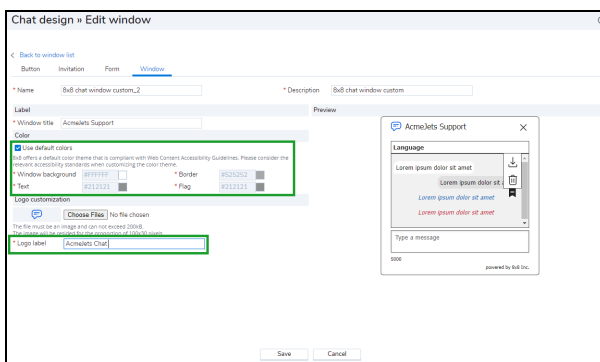 Chat design » Edit window
Back to window list
Button Invitation Form Window
* Name 8x8 chat window custom_2 * Description 8x8 chat window custom
Label Preview
* Window title AcmeJets Support
Color
Use default colors
8x8 offers a default color theme that is compliant with Web Content Accessibility Guidelines. Please consider the
relevant accessibility standards when customizing the color theme.
* Window background #FFFFFF * Border #526252
* Text #212121 * Flag #212121
Logo customization
Choose Files No file chosen
The file must be an image and can not exceed 200kB.
The image will be resided for the proportion of 100x30 pixels.
* Logo label AcmeJets Chat
AcmeJets Support
Language
Lorem ipsum dolor sit amet
Lorem ipsum dolor sit
Lorem ipsum dolor sit amet
Lorem ipsum dolor sit amet
Type a message
5000
powered by 8x8 Inc.
Save Cancel